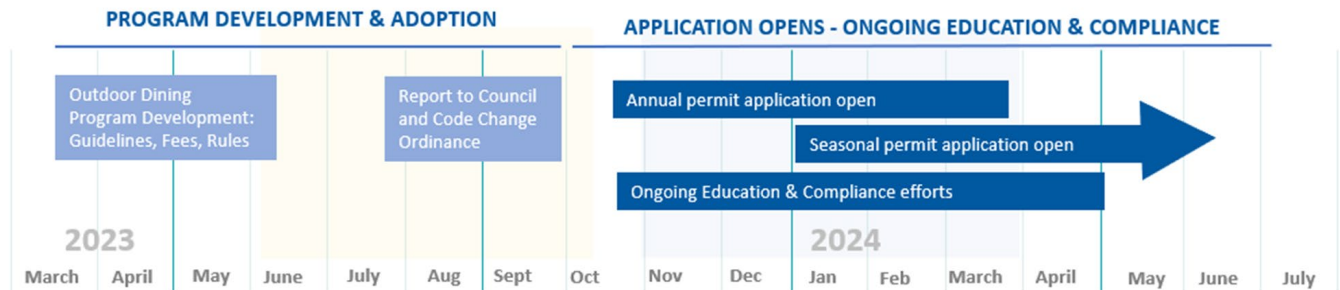 PROGRAM DEVELOPMENT & ADOPTION
APPLICATION OPENS - ONGOING EDUCATION & COMPLIANCE
Outdoor Dining
Program Development:
Guidelines, Fees, Rules
Report to Council
and Code Change
Ordinance
Annual permit application open
Seasonal permit application open
Ongoing Education & Compliance efforts
2023
2024
March April May June July Aug Sept Oct Nov Dec Jan Feb March April May June July